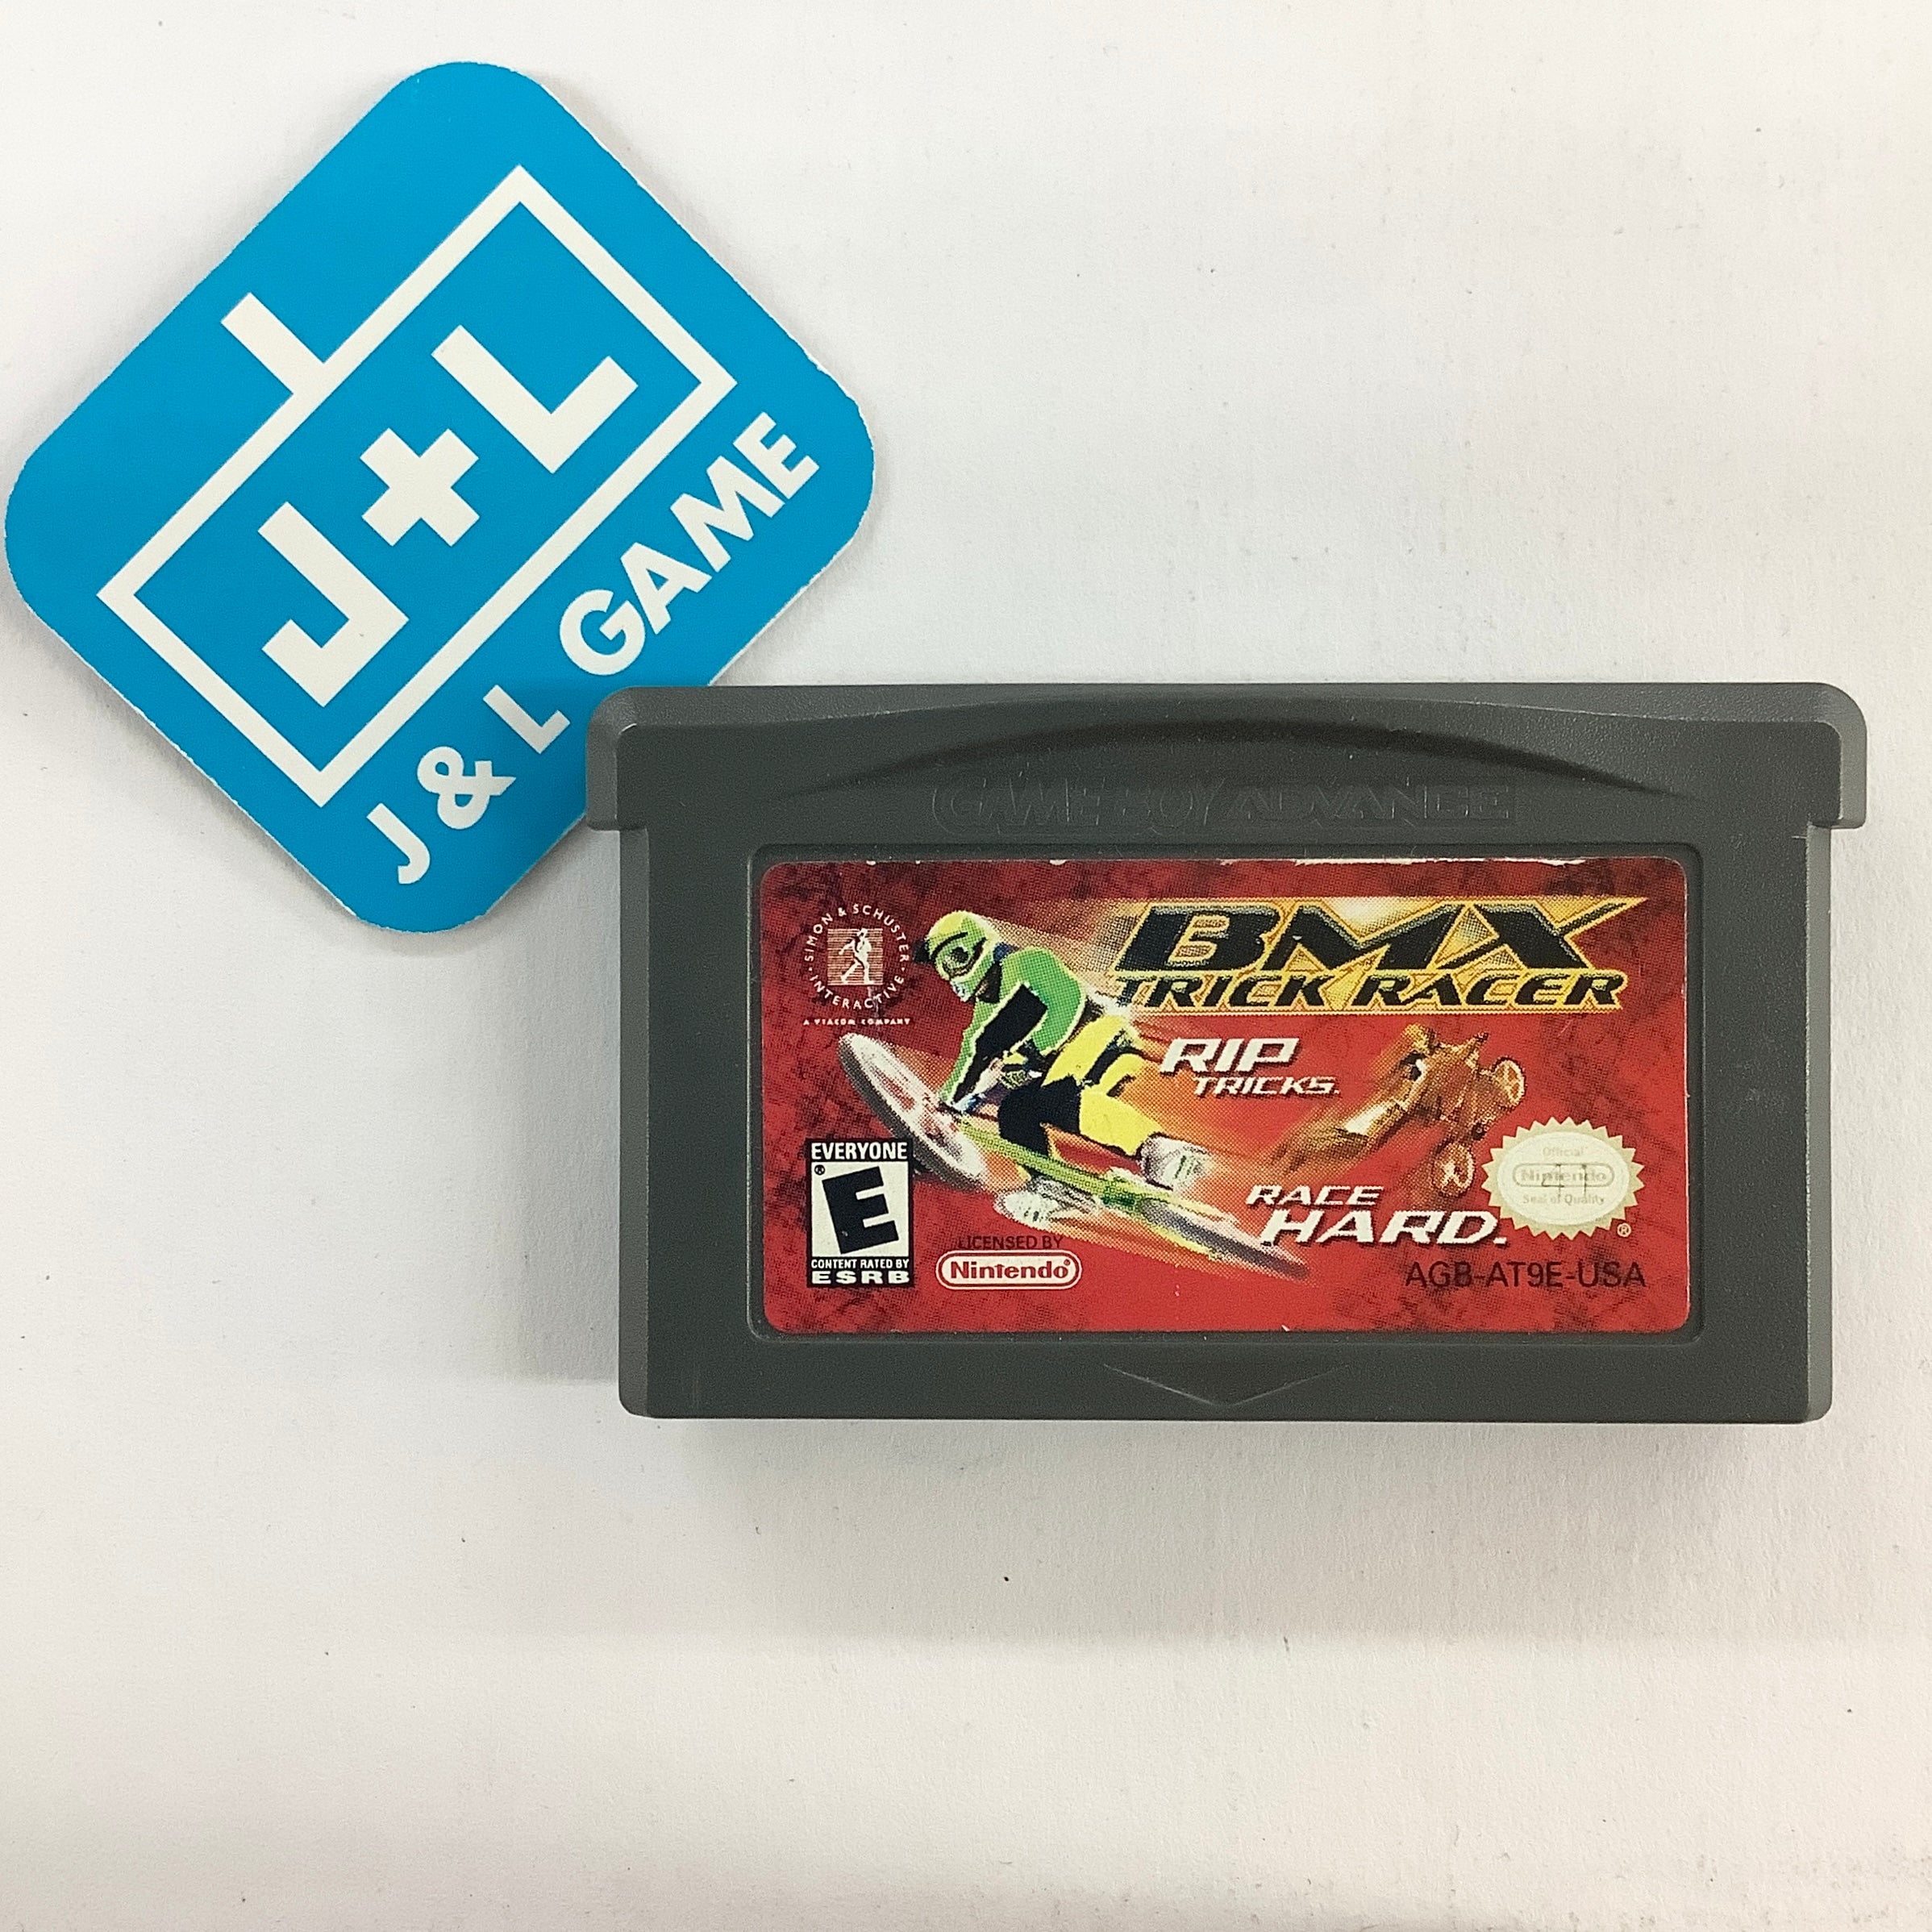 J+L
J & L GAME
GAME BOY ADVANCE
SIMON & SCHUSTER
INTERACTIVE
A VIACOM COMPANY
BMX
TRICK RACER
RIP
TRICKS.
RACE
HARD.
EVERYONE
E
CONTENT RATED BY
ESRB
LICENSED BY
Nintendo
Official
Nintendo
Seal of Quality
AGB-AT9E-USA